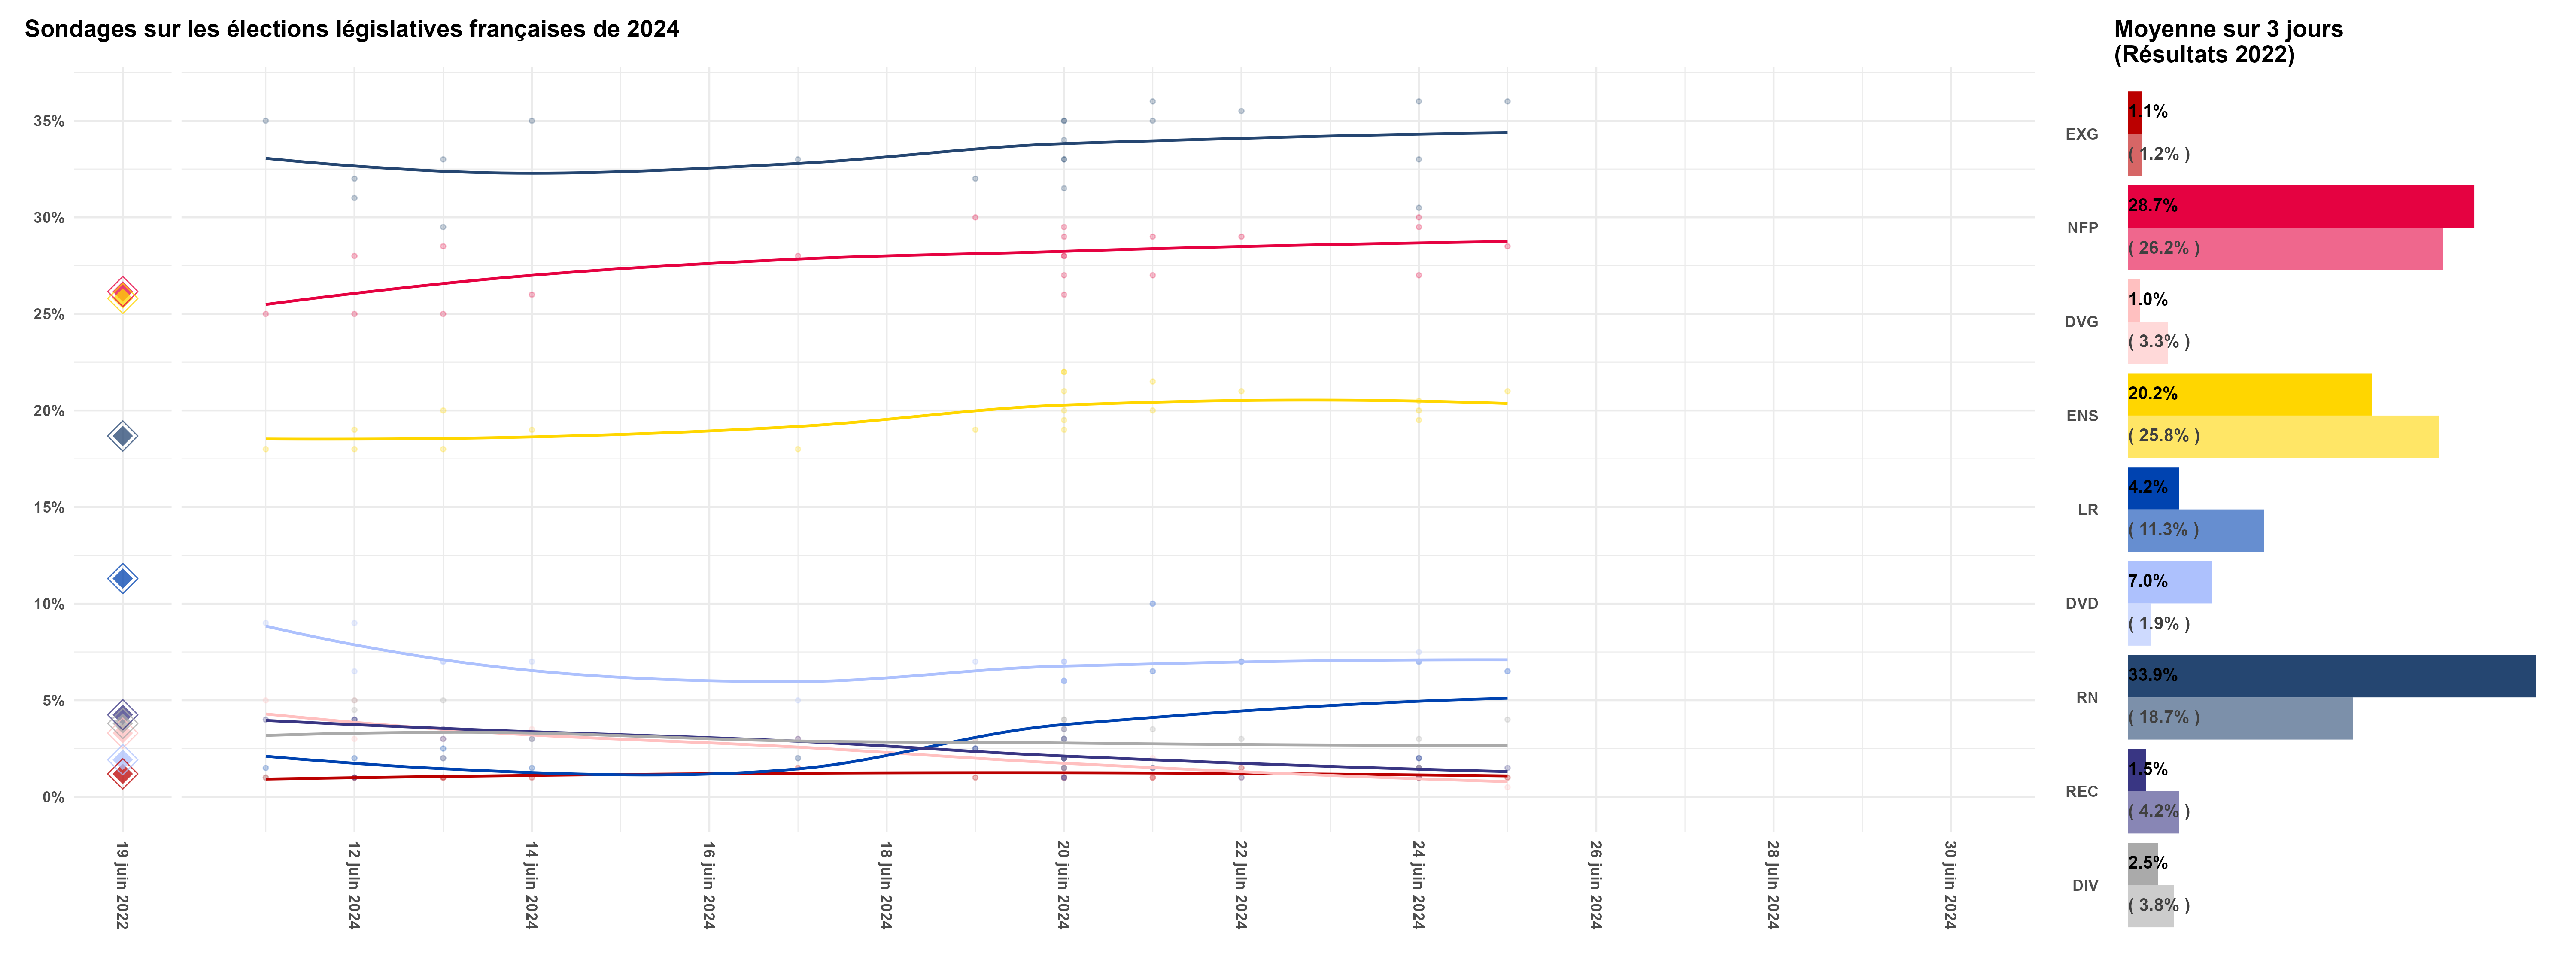 Sondages sur les élections législatives françaises de 2024
Moyenne sur 3 jours
(Résultats 2022)
35%
30%
25%
20%
15%
10%
5%
0%
19 juin 2022
12 juin 2024
14 juin 2024
16 juin 2024
18 juin 2024
20 juin 2024
22 juin 2024
24 juin 2024
26 juin 2024
28 juin 2024
30 juin 2024
EXG
1.1%
( 1.2% )
NFP
28.7%
( 26.2% )
DVG
1.0%
( 3.3% )
ENS
20.2%
( 25.8% )
LR
4.2%
( 11.3% )
DVD
7.0%
( 1.9% )
RN
33.9%
( 18.7% )
REC
1.5%
( 4.2% )
DIV
2.5%
( 3.8% )